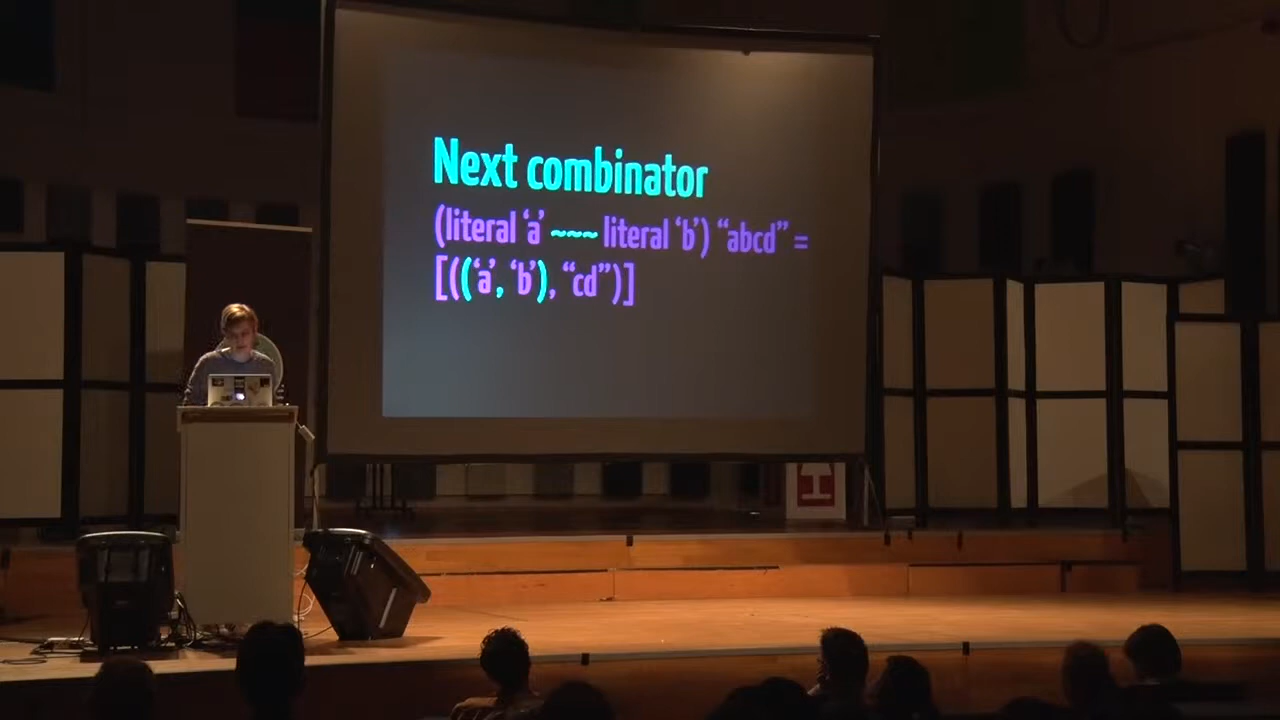 Next combinator
(literal ‘a’ ~~~ literal ‘b’) “abcd” =
[((‘a’, ‘b’), “cd”)]